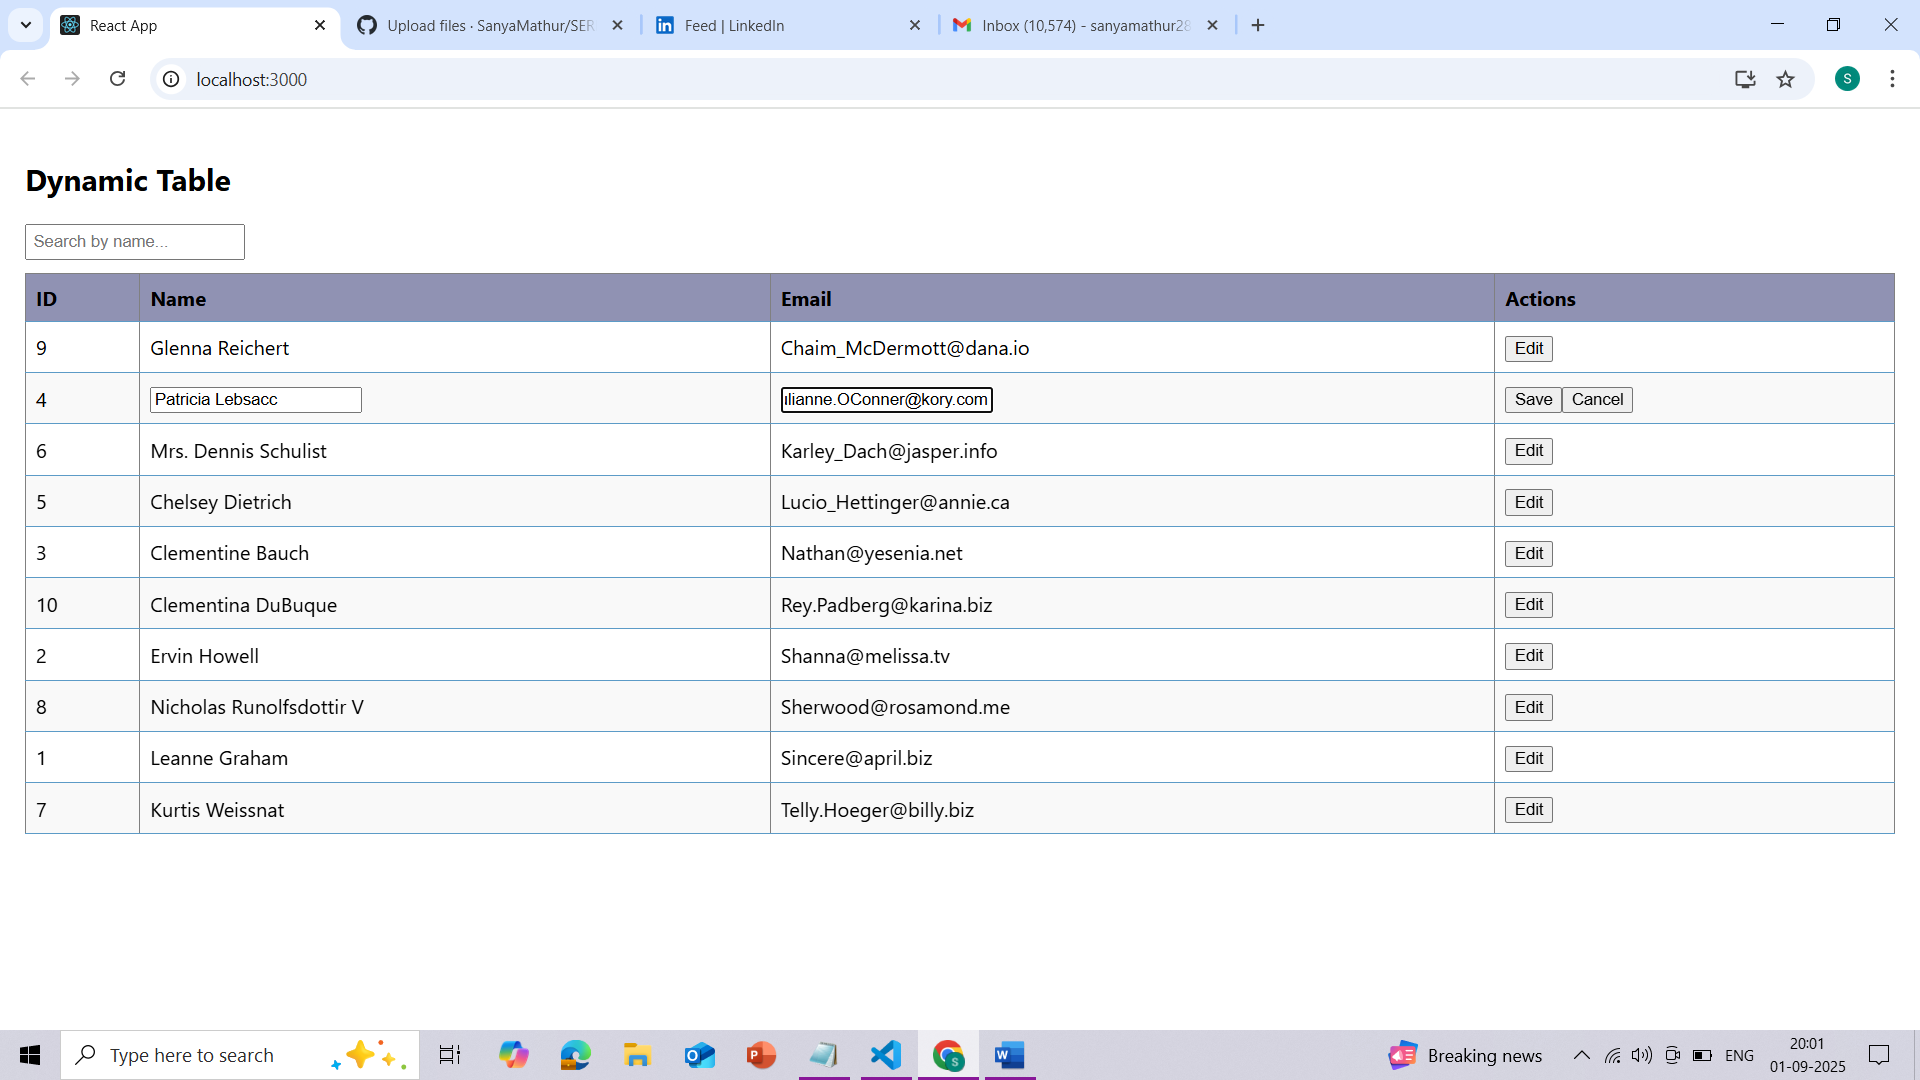 React App
Upload files · SanyaMathur/SER
Feed | LinkedIn
Inbox (10,574) - sanyamathur28
localhost:3000
S
Dynamic Table
Search by name...
ID Name Email Actions
9 Glenna Reichert Chaim_McDermott@dana.io Edit
4 Patricia Lebsacc lianne.OConner@kory.com Save Cancel
6 Mrs. Dennis Schulist Karley_Dach@jasper.info Edit
5 Chelsey Dietrich Lucio_Hettinger@annie.ca Edit
3 Clementine Bauch Nathan@yesenia.net Edit
10 Clementina DuBuque Rey.Padberg@karina.biz Edit
2 Ervin Howell Shanna@melissa.tv Edit
8 Nicholas Runolfsdottir V Sherwood@rosamond.me Edit
1 Leanne Graham Sincere@april.biz Edit
7 Kurtis Weissnat Telly.Hoeger@billy.biz Edit
Type here to search
Breaking news
ENG
20:01
01-09-2025